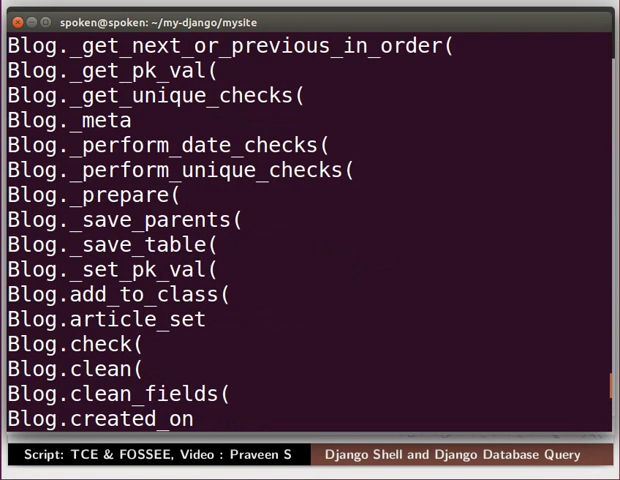 spoken@spoken: ~/my-django/mysite
Blog._get_next_or_previous_in_order(
Blog._get_pk_val(
Blog._get_unique_checks(
Blog._meta
Blog._perform_date_checks(
Blog._perform_unique_checks(
Blog._prepare(
Blog._save_parents(
Blog._save_table(
Blog._set_pk_val(
Blog.add_to_class(
Blog.article_set
Blog.check(
Blog.clean(
Blog.clean_fields(
Blog.created_on
Script: TCE & FOSSEE, Video : Praveen S Django Shell and Django Database Query